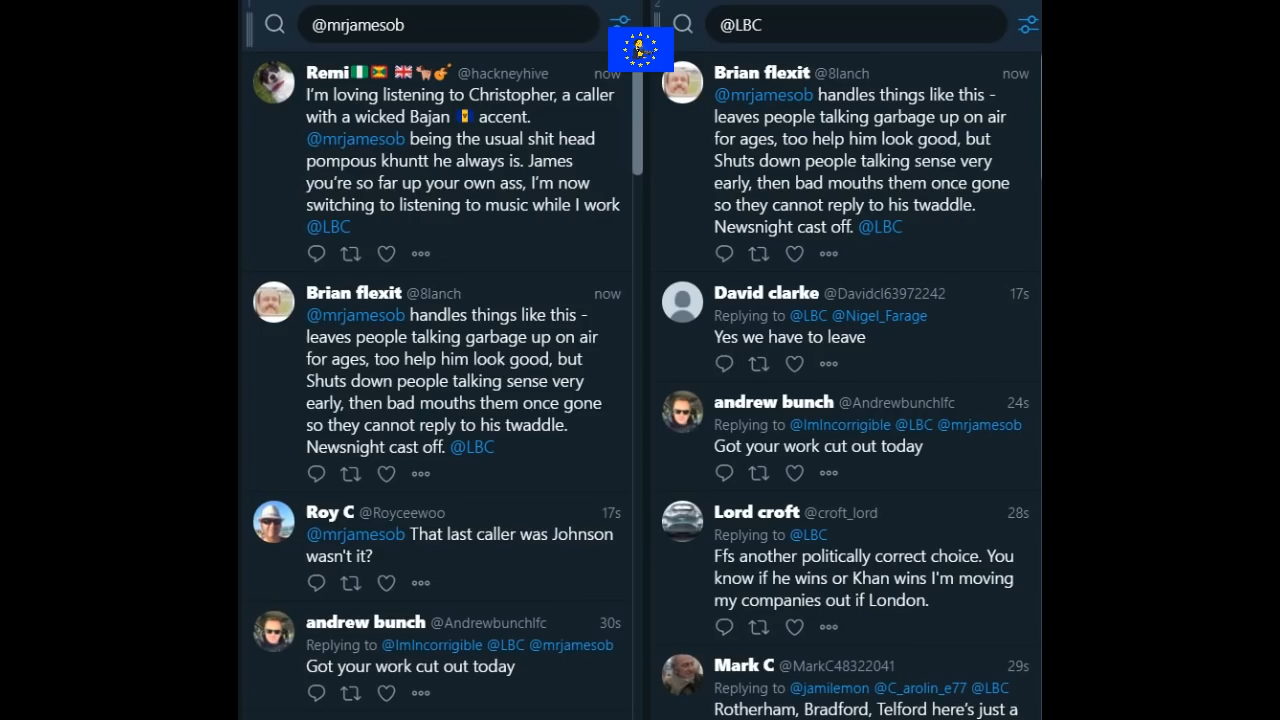 @mrjamesob
Remi @hackneyhive now
I'm loving listening to Christopher, a caller
with a wicked Bajan accent.
@mrjamesob being the usual shit head
pompous khuntt he always is. James
you're so far up your own ass, I'm now
switching to listening to music while I work
@LBC
Brian flexit @8lanch now
@mrjamesob handles things like this -
leaves people talking garbage up on air
for ages, too help him look good, but
Shuts down people talking sense very
early, then bad mouths them once gone
so they cannot reply to his twaddle.
Newsnight cast off. @LBC
Roy C @Royceewoo 17s
@mrjamesob That last caller was Johnson
wasn't it?
andrew bunch @Andrewbunchlfc 30s
Replying to @ImIncorrigible @LBC @mrjamesob
Got your work cut out today
2
@LBC
Brian flexit @8lanch now
@mrjamesob handles things like this -
leaves people talking garbage up on air
for ages, too help him look good, but
Shuts down people talking sense very
early, then bad mouths them once gone
so they cannot reply to his twaddle.
Newsnight cast off. @LBC
David clarke @Davidcl63972242 17s
Replying to @LBC @Nigel_Farage
Yes we have to leave
andrew bunch @Andrewbunchlfc 24s
Replying to @ImIncorrigible @LBC @mrjamesob
Got your work cut out today
Lord croft @croft_lord 28s
Replying to @LBC
Ffs another politically correct choice. You
know if he wins or Khan wins I'm moving
my companies out if London.
Mark C @MarkC48322041 29s
Replying to @jamilemon @C_arolin_e77 @LBC
Rotherham, Bradford, Telford here's just a